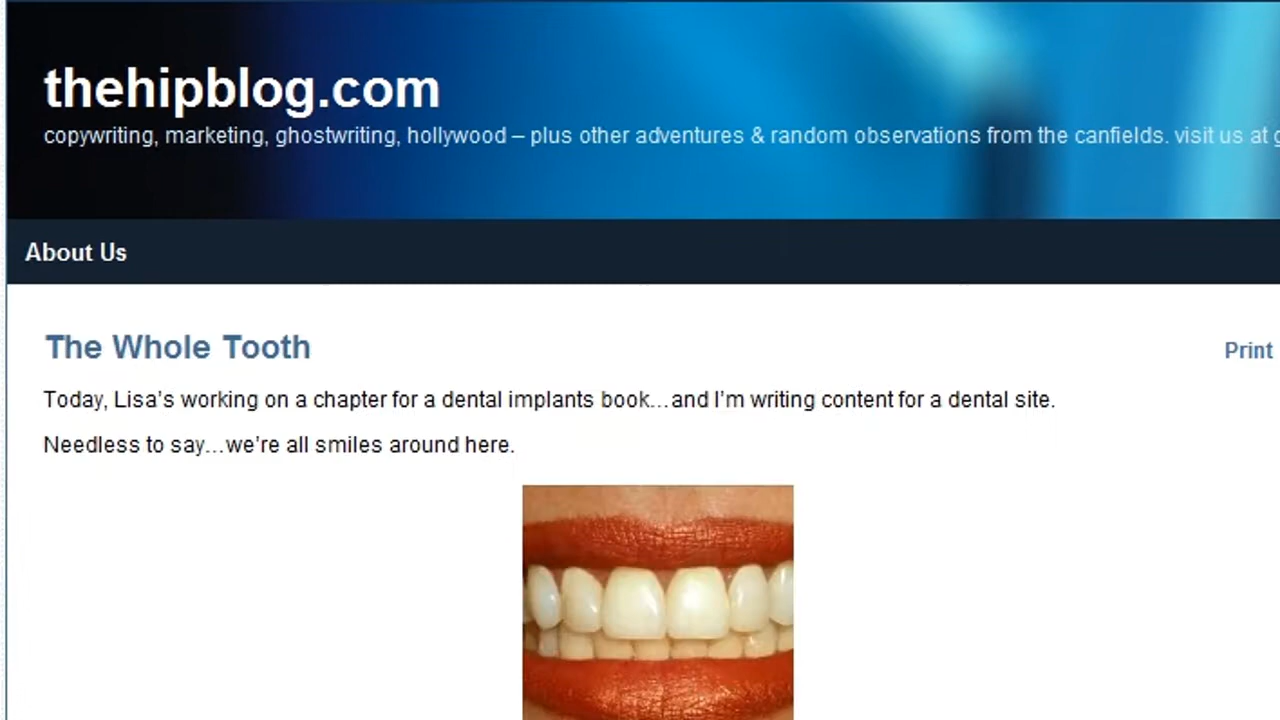 thehipblog.com
copywriting, marketing, ghostwriting, hollywood – plus other adventures & random observations from the canfields. visit us at
About Us
The Whole Tooth
Print
Today, Lisa’s working on a chapter for a dental implants book…and I’m writing content for a dental site.
Needless to say…we’re all smiles around here.